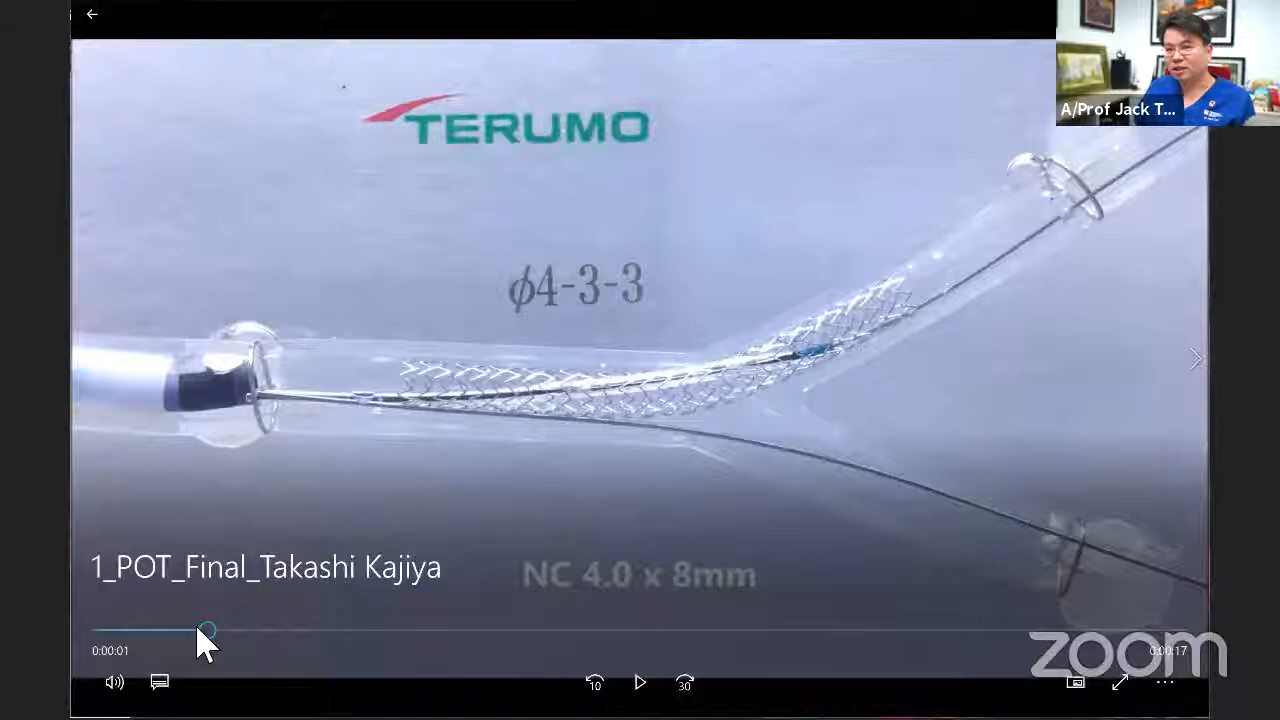 A/Prof Jack T...
TERUMO
ϕ4-3-3
1_POT_Final_Takashi Kajiya
NC 4.0 x 8mm
0:00:01
0:00:17
zoom
10
30